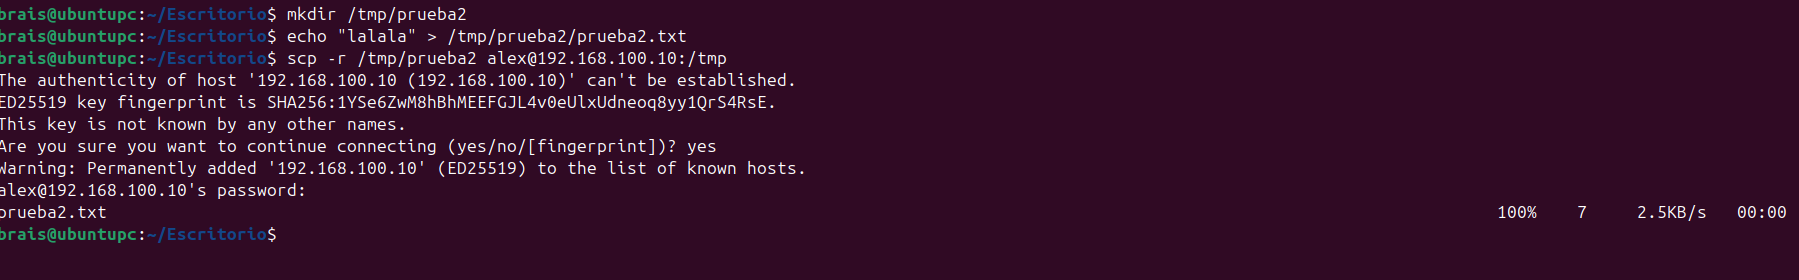 brais@ubuntupc:~/Escritorio$ mkdir /tmp/prueba2
brais@ubuntupc:~/Escritorio$ echo "lalala" > /tmp/prueba2/prueba2.txt
brais@ubuntupc:~/Escritorio$ scp -r /tmp/prueba2 alex@192.168.100.10:/tmp
The authenticity of host '192.168.100.10 (192.168.100.10)' can't be established.
ED25519 key fingerprint is SHA256:1YSe6ZwM8hBhMEEFGJL4v0eUlxUdneoq8yy1QrS4RsE.
This key is not known by any other names.
Are you sure you want to continue connecting (yes/no/[fingerprint])? yes
Warning: Permanently added '192.168.100.10' (ED25519) to the list of known hosts.
alex@192.168.100.10's password:
prueba2.txt 100% 7 2.5KB/s 00:00
brais@ubuntupc:~/Escritorio$